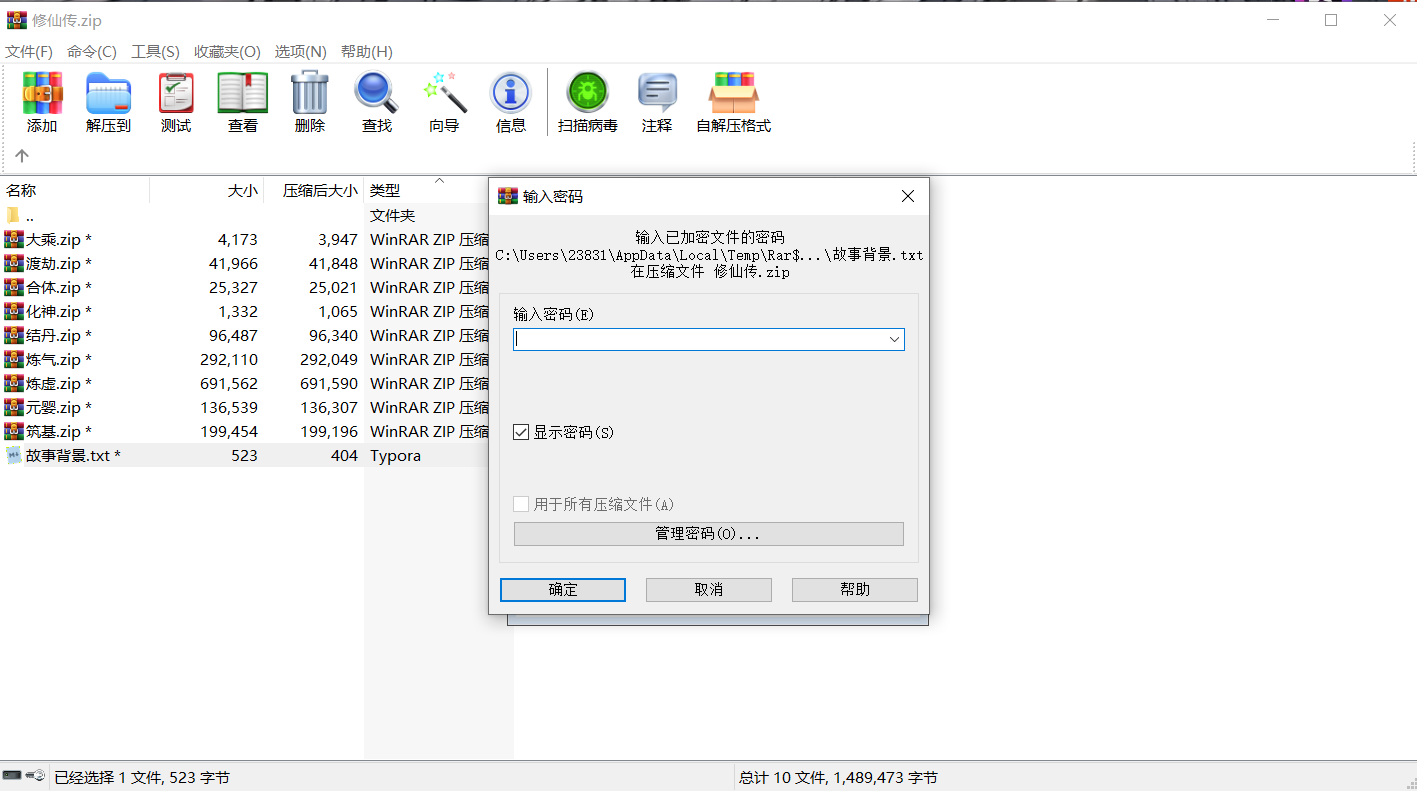 修仙传.zip
文件(F) 命令(C) 工具(S) 收藏夹(O) 选项(N) 帮助(H)
添加 解压到 测试 查看 删除 查找 向导 信息 扫描病毒 注释 自解压格式
名称 大小 压缩后大小 类型
.. 文件夹
大乘.zip * 4,173 3,947 WinRAR ZIP 压缩
渡劫.zip * 41,966 41,848 WinRAR ZIP 压缩
合体.zip * 25,327 25,021 WinRAR ZIP 压缩
化神.zip * 1,332 1,065 WinRAR ZIP 压缩
结丹.zip * 96,487 96,340 WinRAR ZIP 压缩
炼气.zip * 292,110 292,049 WinRAR ZIP 压缩
炼虚.zip * 691,562 691,590 WinRAR ZIP 压缩
元婴.zip * 136,539 136,307 WinRAR ZIP 压缩
筑基.zip * 199,454 199,196 WinRAR ZIP 压缩
故事背景.txt * 523 404 Typora
输入密码
输入已加密文件的密码
C:\Users\23831\AppData\Local\Temp\Rar$...\故事背景.txt
在压缩文件 修仙传.zip
输入密码(E)
显示密码(S)
用于所有压缩文件(A)
管理密码(O)...
确定 取消 帮助
已经选择 1 文件, 523 字节 总计 10 文件, 1,489,473 字节